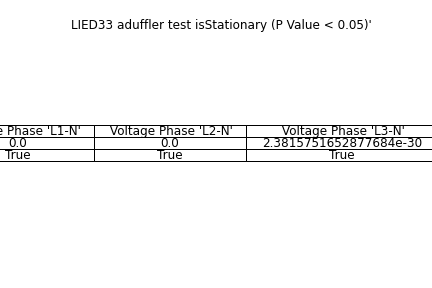 LIED33 aduffler test isStationary (P Value < 0.05)'
Phase 'L1-N' Voltage Phase 'L2-N' Voltage Phase 'L3-N'
0.0 0.0 2.3815751652877684e-30
True True True